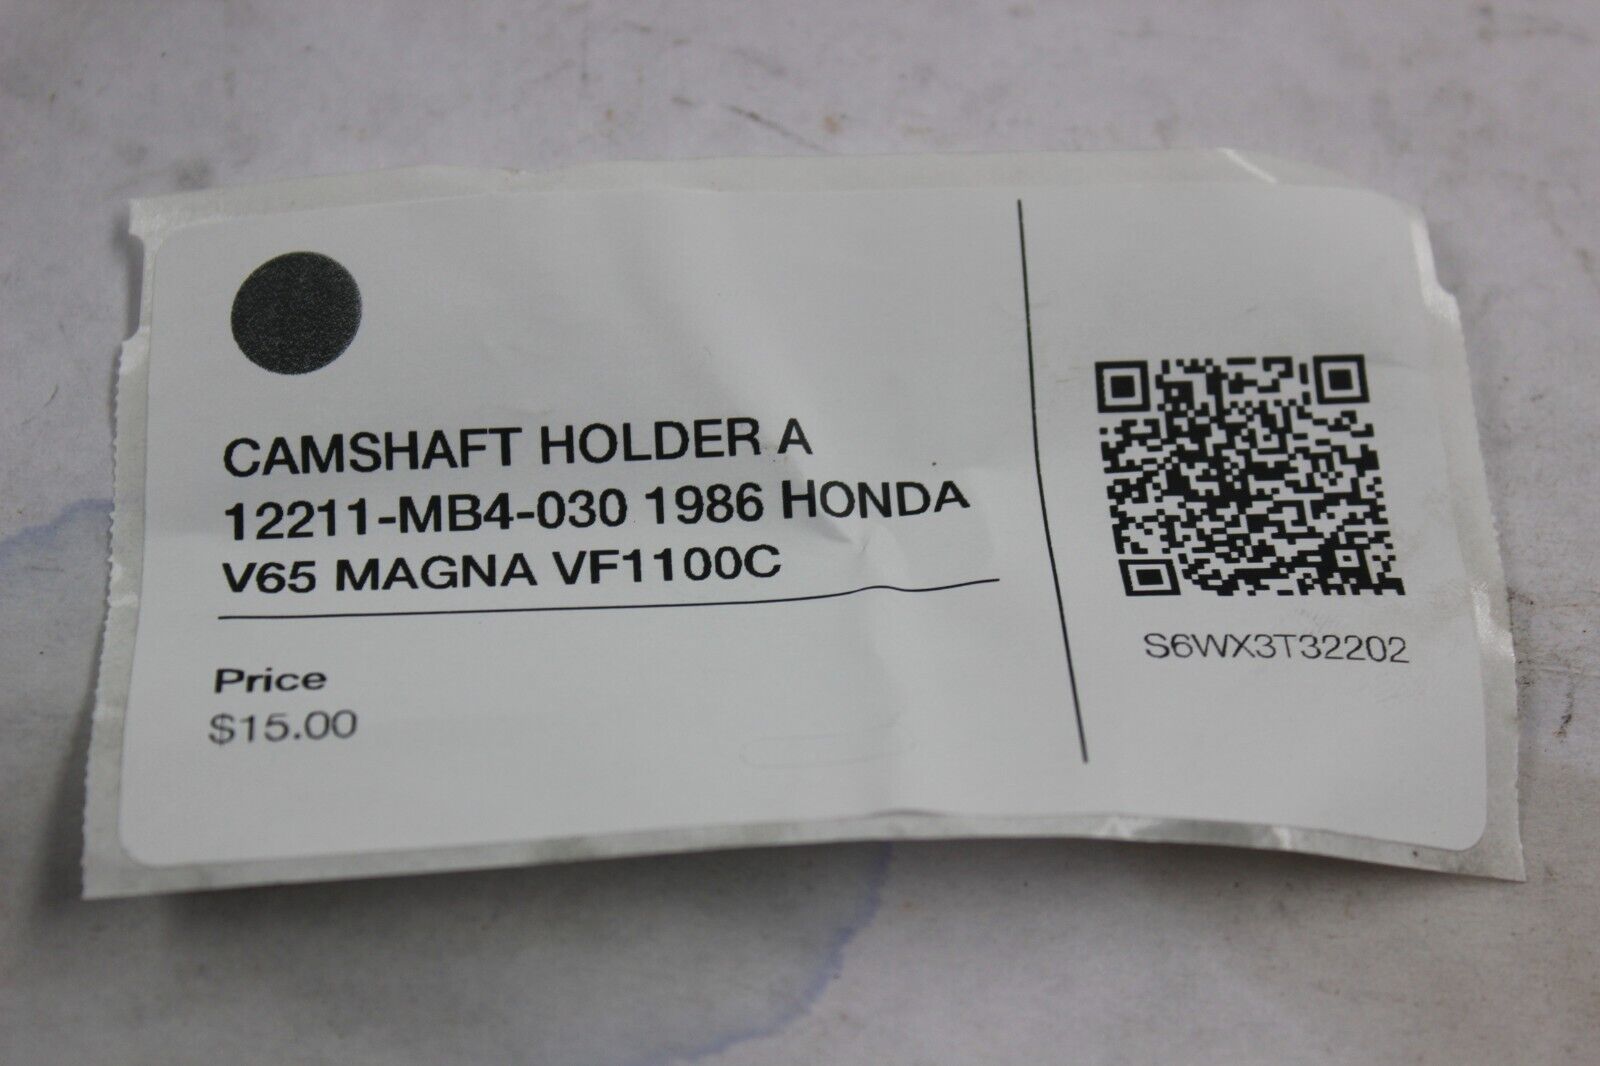 CAMSHAFT HOLDER A
12211-MB4-030 1986 HONDA
V65 MAGNA VF1100C
Price
$15.00
S6WX3T32202